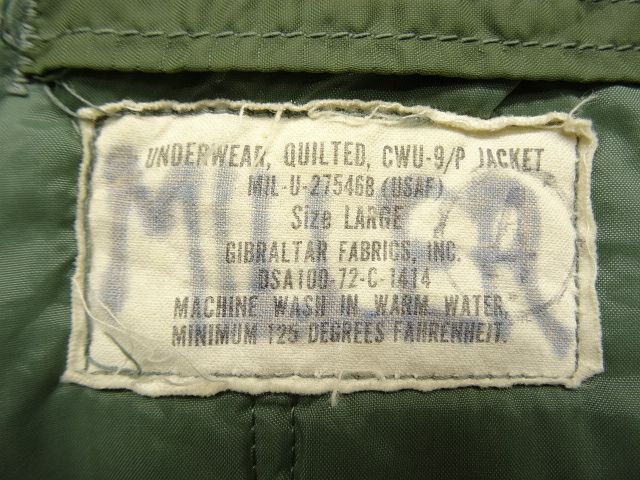 UNDERWEAR, QUILTED, CWU-9/P JACKET
MIL-U-27546B (USAF)
Size LARGE
GIBRALTAR FABRICS, INC.
DSA100-72-C-1414
MACHINE WASH IN WARM WATER,
MINIMUM 125 DEGREES FAHRENHEIT.